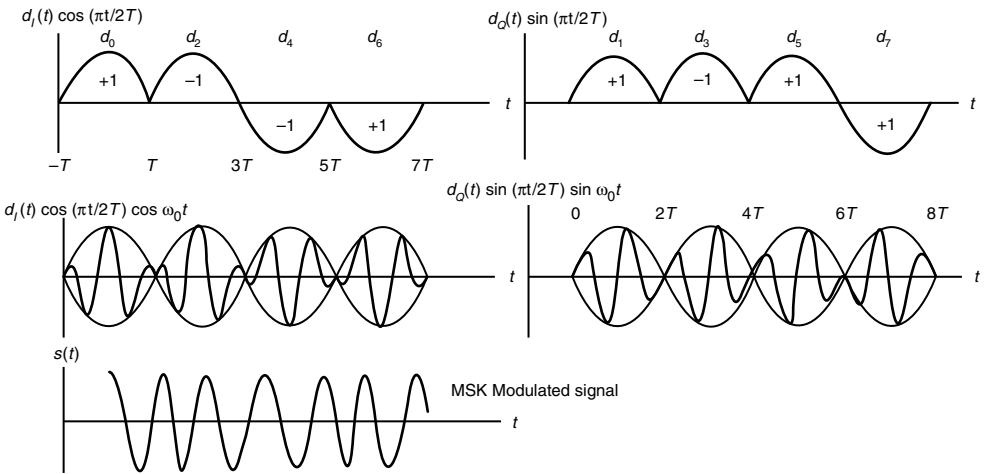 d_I(t) cos (πt/2T)
d_0 d_2 d_4 d_6
+1 –1 –1 +1
t
–T T 3T 5T 7T
d_Q(t) sin (πt/2T)
d_1 d_3 d_5 d_7
+1 –1 +1 +1
t
d_I(t) cos (πt/2T) cos ω_0t
t
d_Q(t) sin (πt/2T) sin ω_0t
0 2T 4T 6T 8T
t
s(t)
MSK Modulated signal
t